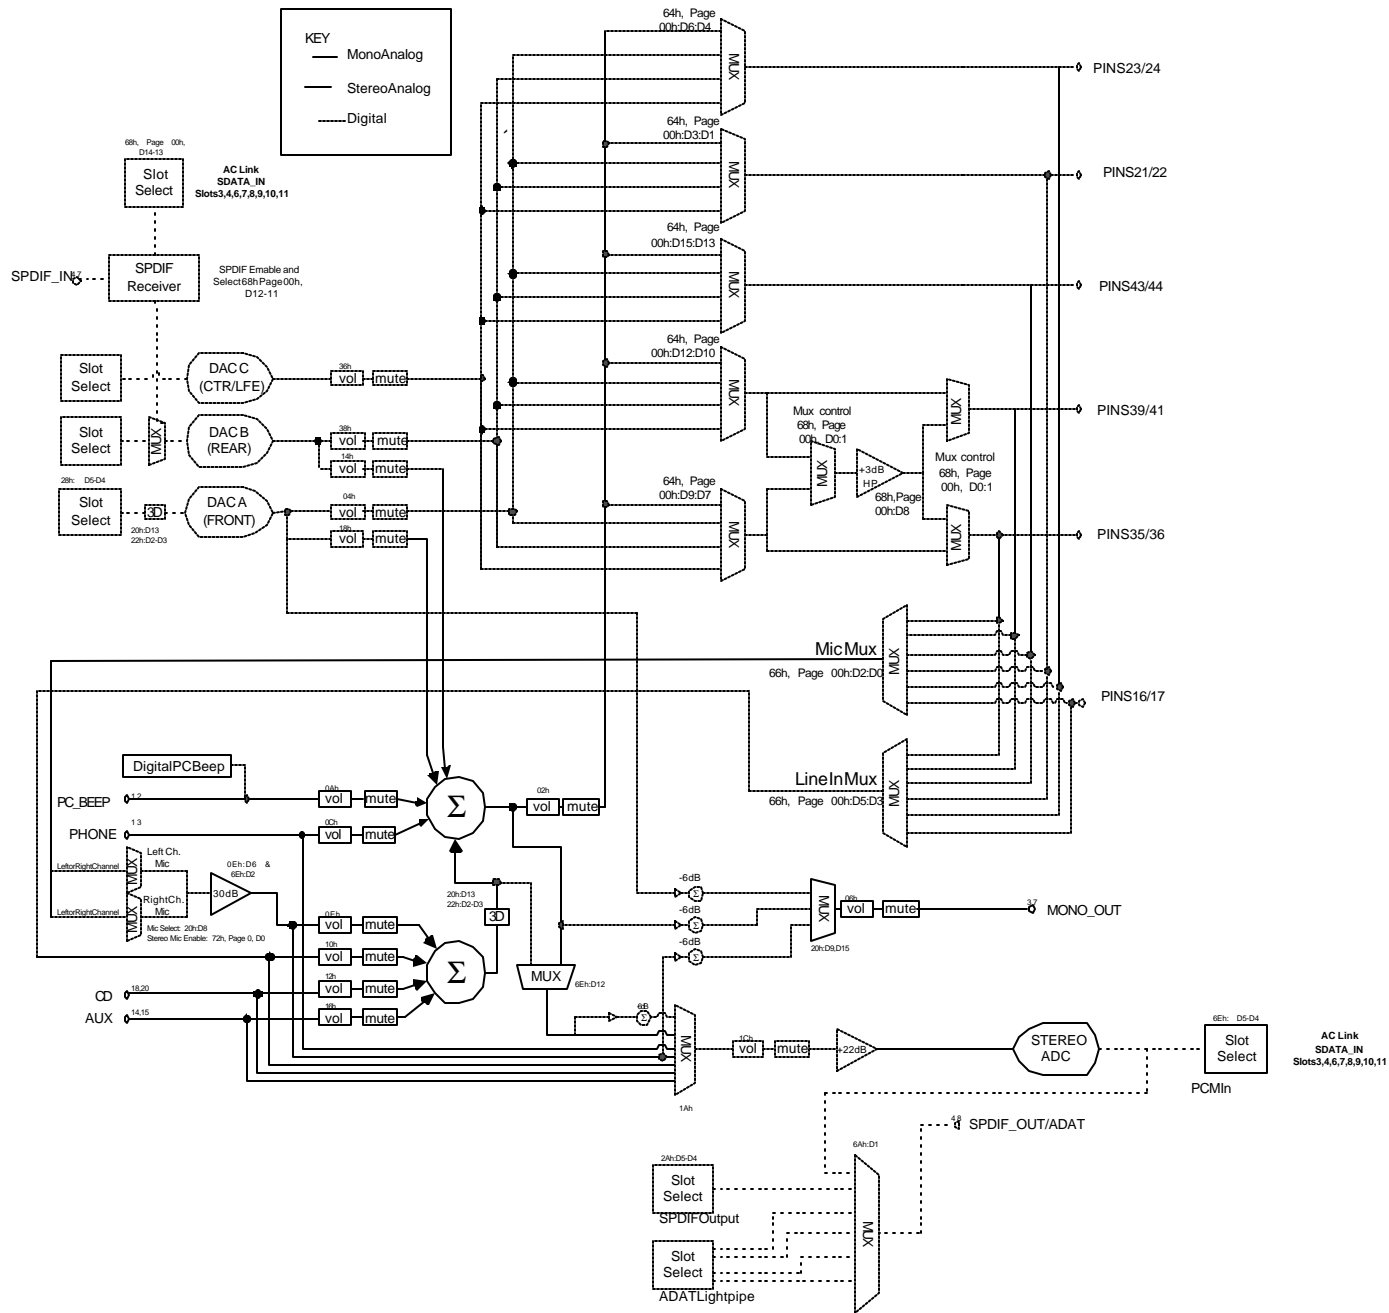 KEY
MonoAnalog
StereoAnalog
Digital
64h, Page
00h:D6:D4
MUX
PINS23/24
64h, Page
00h:D3:D1
MUX
PINS21/22
64h, Page
00h:D15:D13
MUX
PINS43/44
64h, Page
00h:D12:D10
MUX
64h, Page
00h:D9:D7
MUX
68h, Page 00h,
D14-13
Slot
Select
AC Link
SDATA_IN
Slots3,4,6,7,8,9,10,11
SPDIF_IN
47
SPDIF
Receiver
SPDIF Emable and
Select68hPage00h,
D12-11
Slot
Select
DAC C
(CTR/LFE)
36h
vol
mute
Slot
Select
MUX
DAC B
(REAR)
38h
vol
mute
14h
vol
mute
28h: D5-D4
Slot
Select
3D
20h:D13
22h:D2-D3
DAC A
(FRONT)
04h
vol
mute
18h
vol
mute
Mux control
68h, Page
00h, D0:1
MUX
+3dB
HP
68h,Page
00h:D8
MUX
Mux control
68h, Page
00h, D0:1
MUX
PINS39/41
PINS35/36
MicMux
66h, Page 00h:D2:D0
MUX
PINS16/17
LineInMux
66h, Page 00h:D5:D3
MUX
DigitalPCBeep
PC_BEEP
12
0Ah
vol
mute
PHONE
13
0Ch
vol
mute
Σ
02h
vol
mute
LeftorRightChannel
MUX
Left Ch.
Mic
LeftorRightChannel
MUX
RightCh.
Mic
0Eh:D6 &
6Eh:D2
30dB
Mic Select: 20h:D8
Stereo Mic Enable: 72h, Page 0, D0
0Eh
vol
mute
10h
vol
mute
CD
18,20
12h
vol
mute
AUX
14,15
16h
vol
mute
Σ
20h:D13
22h:D2-D3
3D
MUX
6Eh:D12
-6dB
Σ
-6dB
Σ
-6dB
Σ
MUX
20h:D9,D15
06h
vol
mute
37
MONO_OUT
6dB
Σ
MUX
1Ah
1Ch
vol
mute
+22dB
STEREO
ADC
6Eh: D5-D4
Slot
Select
PCMIn
AC Link
SDATA_IN
Slots3,4,6,7,8,9,10,11
48
SPDIF_OUT/ADAT
6Ah:D1
MUX
2Ah:D5-D4
Slot
Select
SPDIFOutput
Slot
Select
ADATLightpipe